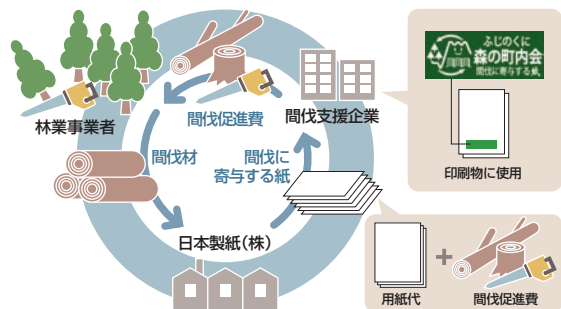 ふじのくに
森の町内会
間伐に寄与する紙
印刷物に使用
間伐促進費
間伐支援企業
林業事業者
間伐材
間伐に
寄与する紙
日本製紙(株)
用紙代
+
間伐促進費